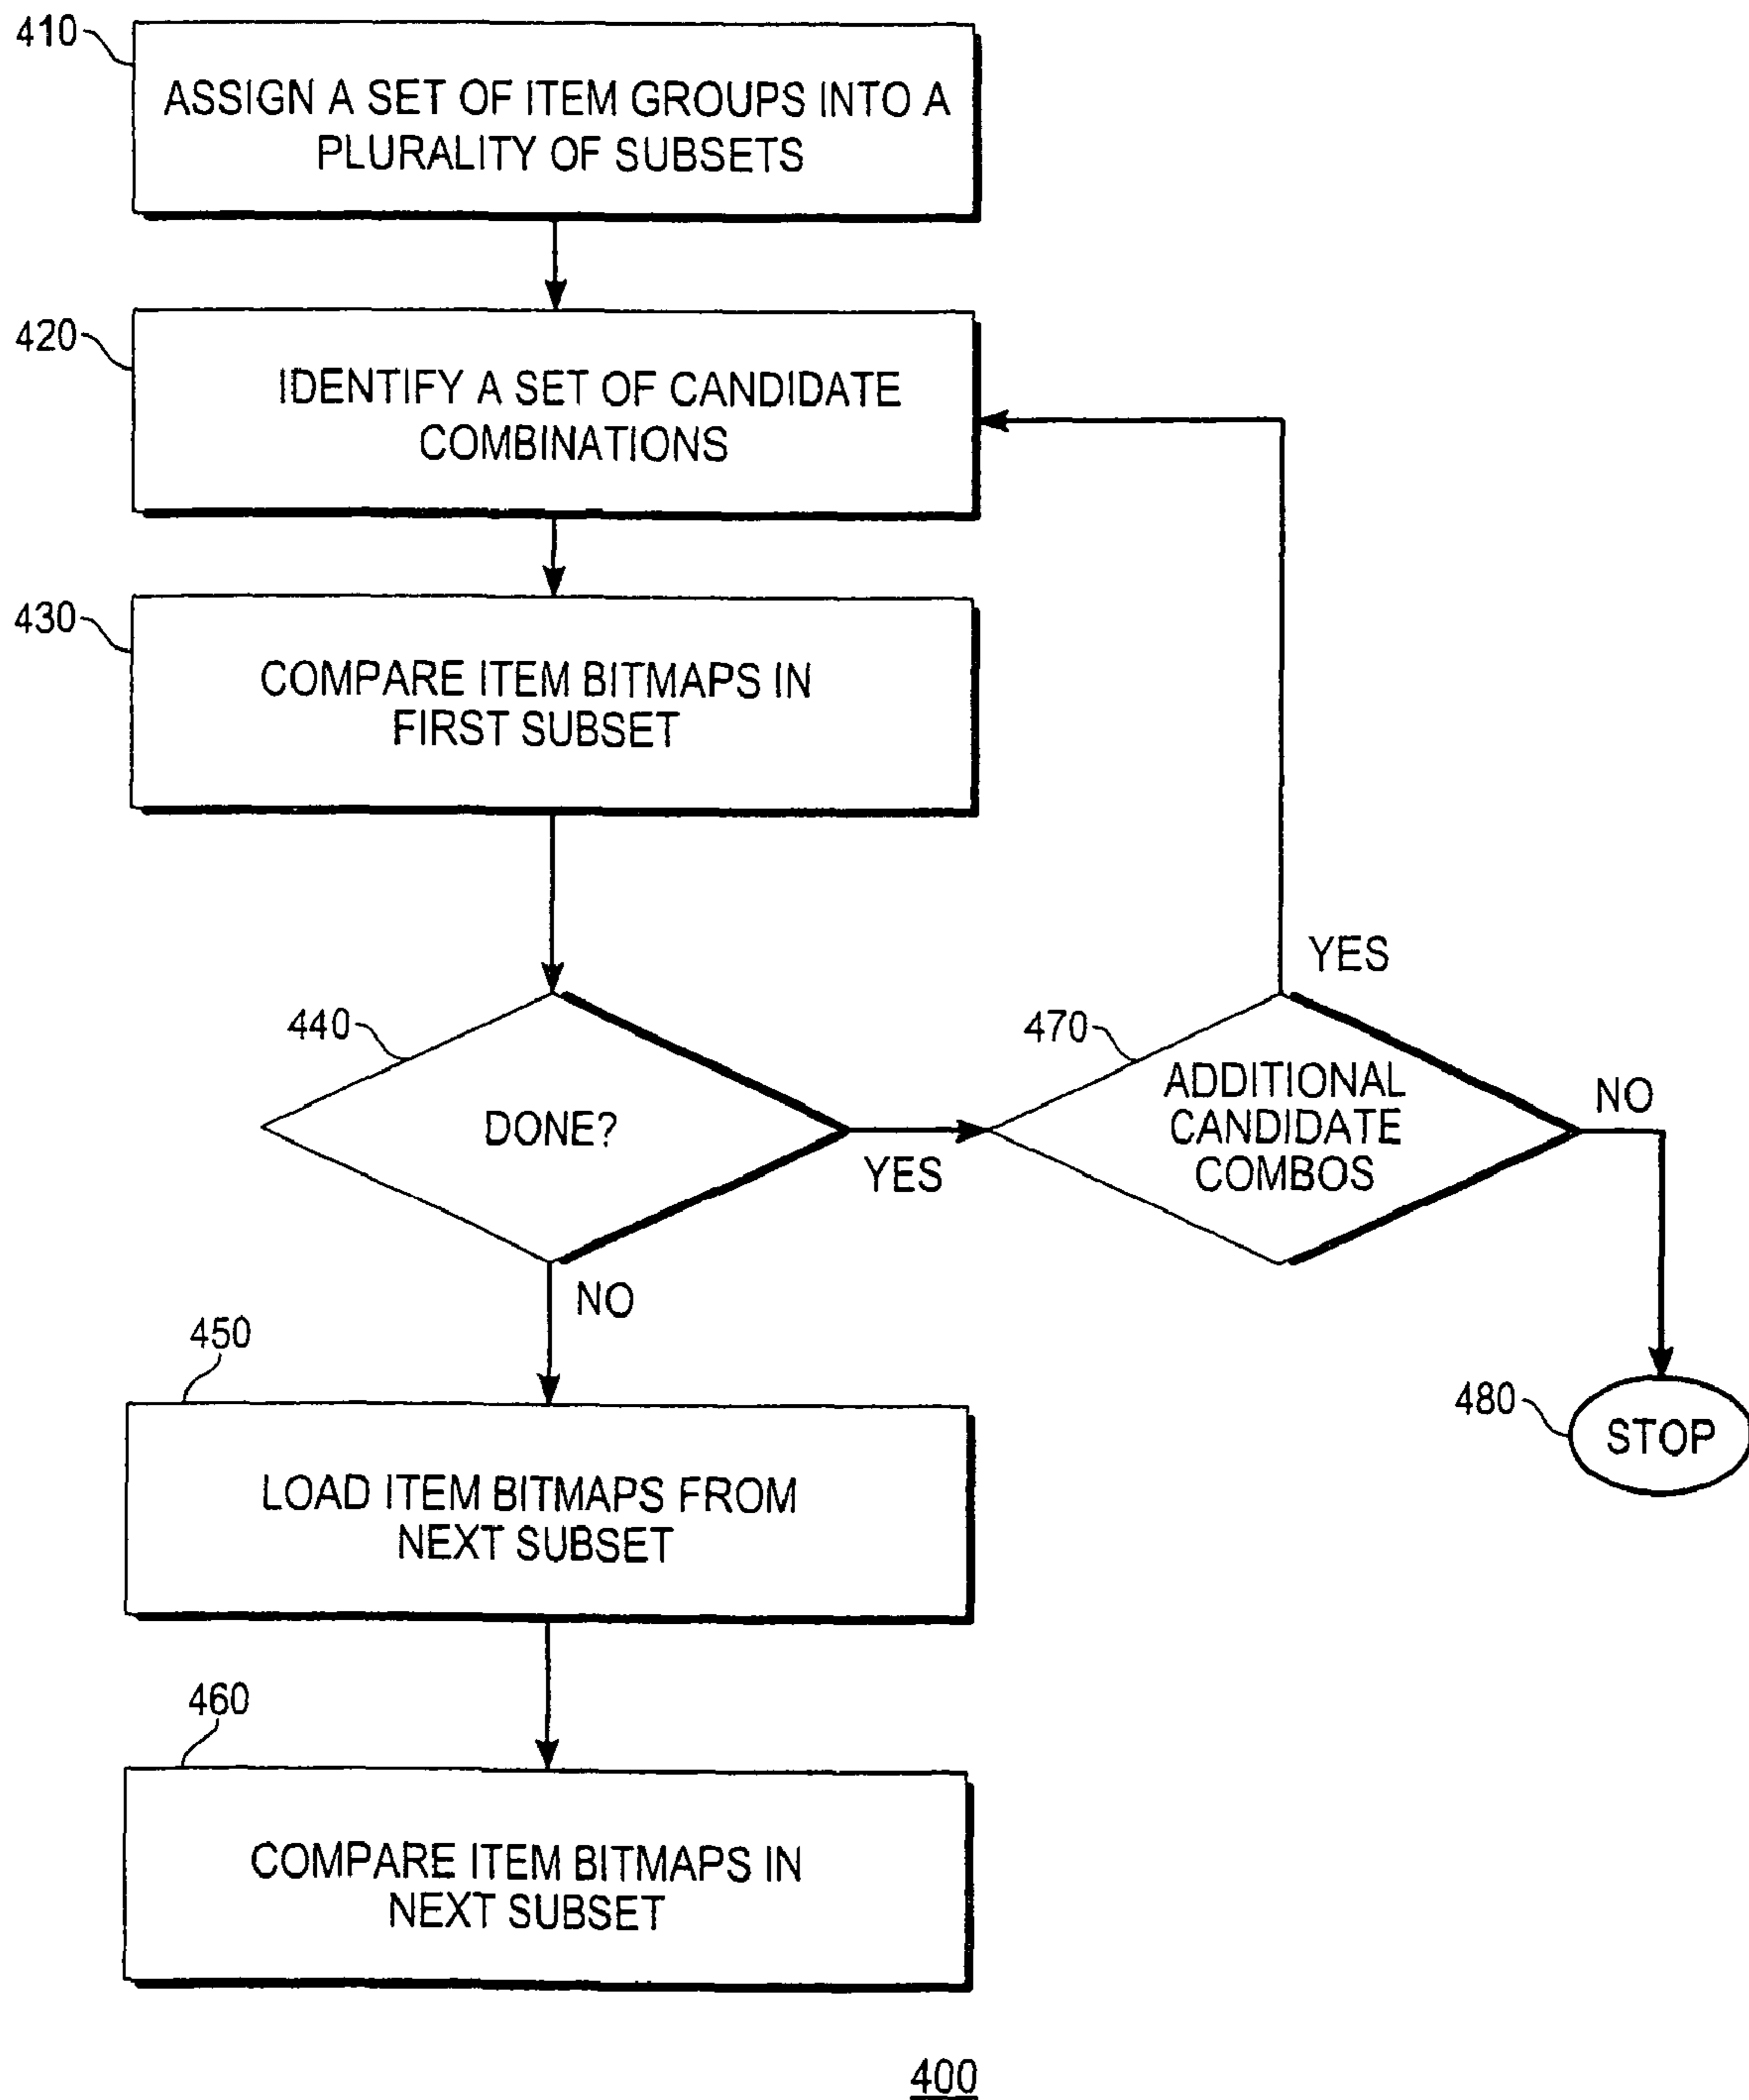 410
ASSIGN A SET OF ITEM GROUPS INTO A
PLURALITY OF SUBSETS
420
IDENTIFY A SET OF CANDIDATE
COMBINATIONS
430
COMPARE ITEM BITMAPS IN
FIRST SUBSET
440
DONE?
YES
NO
470
ADDITIONAL
CANDIDATE
COMBOS
YES
NO
450
LOAD ITEM BITMAPS FROM
NEXT SUBSET
480
STOP
460
COMPARE ITEM BITMAPS IN
NEXT SUBSET
400